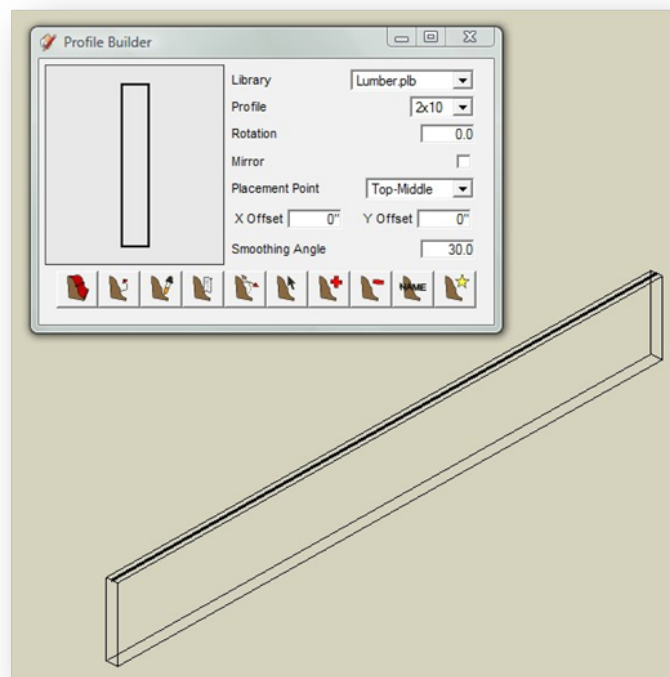 Profile Builder
Library Lumber.plb
Profile 2x10
Rotation 0.0
Mirror
Placement Point Top-Middle
X Offset 0" Y Offset 0"
Smoothing Angle 30.0
NAME